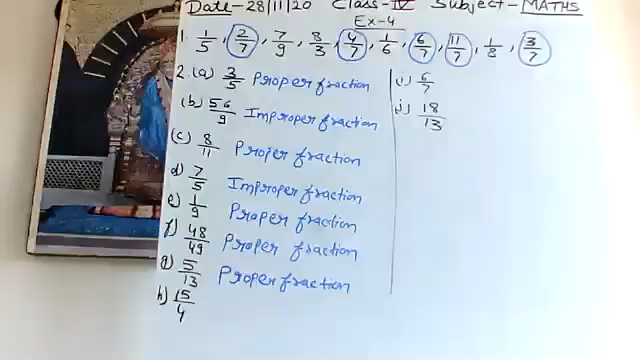 Date-28/11/20 Class-IV Subject-MATHS
Ex-4
1. 1/5, 2/7, 7/9, 8/3, 4/7, 1/6, 6/7, 11/7, 1/8, 3/7
2. (a) 3/5 Proper fraction
(b) 56/9 Improper fraction
(c) 8/11 Proper fraction
d) 7/5 Improper fraction
e) 1/9 Proper fraction
f) 48/49 Proper fraction
g) 5/13 Proper fraction
h) 15/4
i) 6/7
j) 18/13